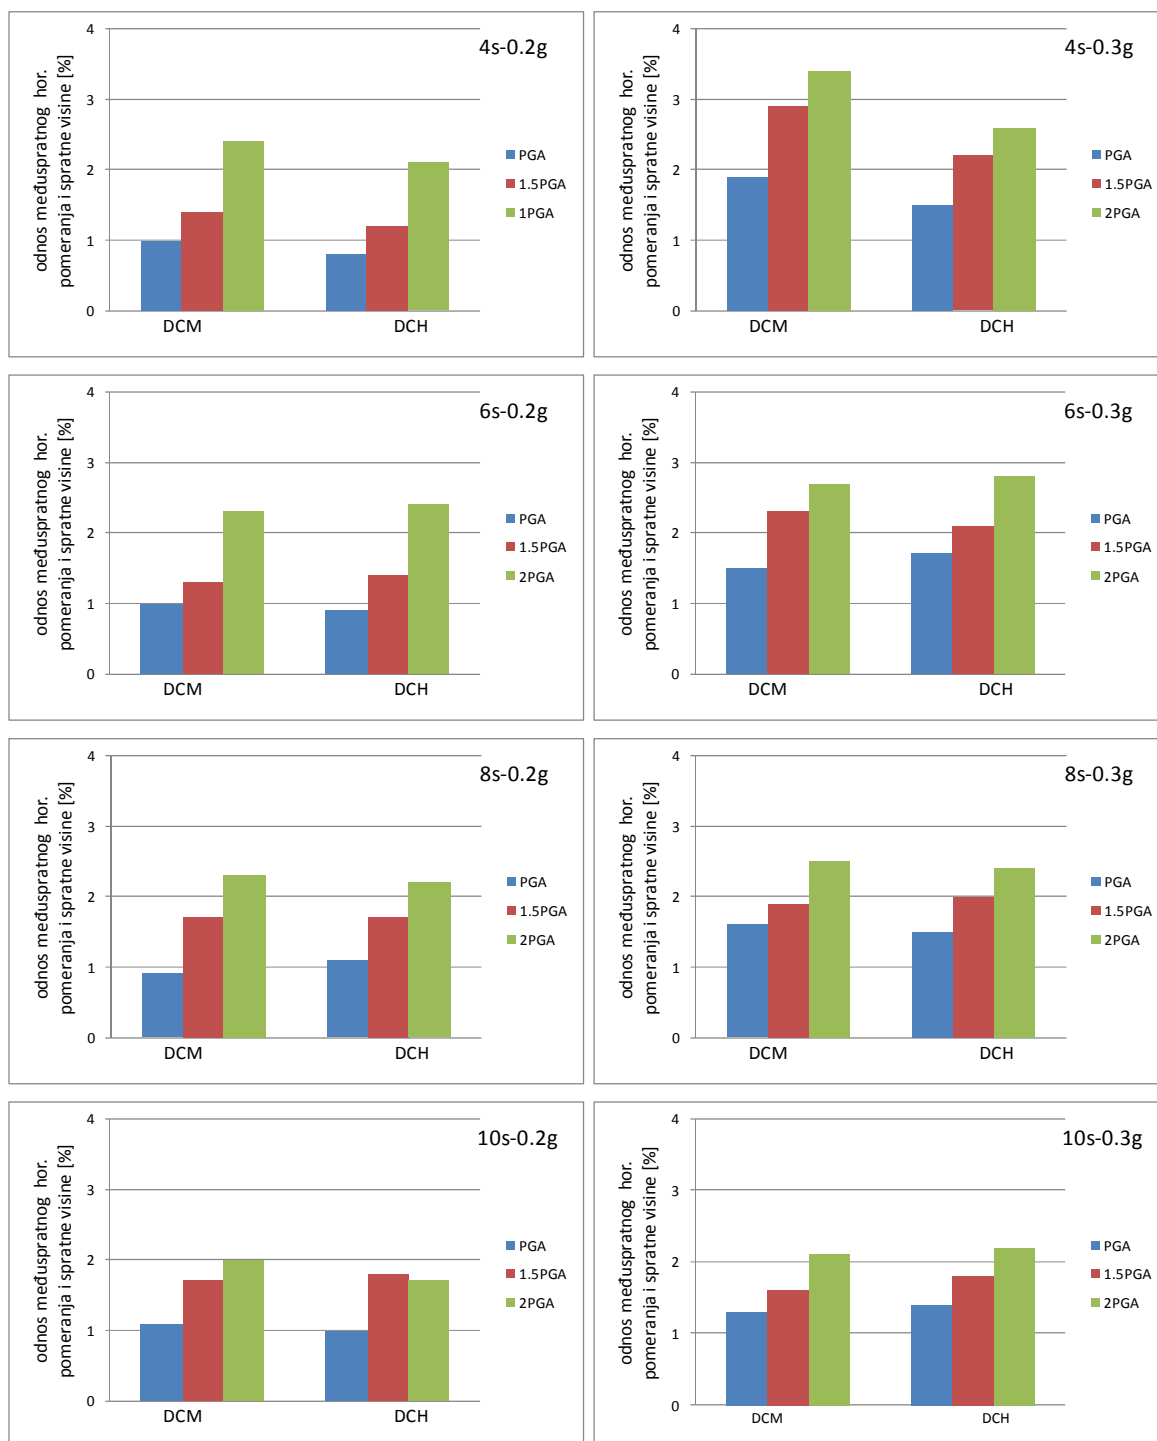 4s-0.2g
odnos međuspratnog hor.
pomeranja i spratne visine [%]
4
3
2
1
0
DCM
DCH
PGA
1.5PGA
1PGA
4s-0.3g
odnos međuspratnog hor.
pomeranja i spratne visine [%]
4
3
2
1
0
DCM
DCH
PGA
1.5PGA
2PGA
6s-0.2g
odnos međuspratnog hor.
pomeranja i spratne visine [%]
4
3
2
1
0
DCM
DCH
PGA
1.5PGA
2PGA
6s-0.3g
odnos međuspratnog hor.
pomeranja i spratne visine [%]
4
3
2
1
0
DCM
DCH
PGA
1.5PGA
2PGA
8s-0.2g
odnos međuspratnog hor.
pomeranja i spratne visine [%]
4
3
2
1
0
DCM
DCH
PGA
1.5PGA
2PGA
8s-0.3g
odnos međuspratnog hor.
pomeranja i spratne visine [%]
4
3
2
1
0
DCM
DCH
PGA
1.5PGA
2PGA
10s-0.2g
odnos međuspratnog hor.
pomeranja i spratne visine [%]
4
3
2
1
0
DCM
DCH
PGA
1.5PGA
2PGA
10s-0.3g
odnos međuspratnog hor.
pomeranja i spratne visine [%]
4
3
2
1
0
DCM
DCH
PGA
1.5PGA
2PGA